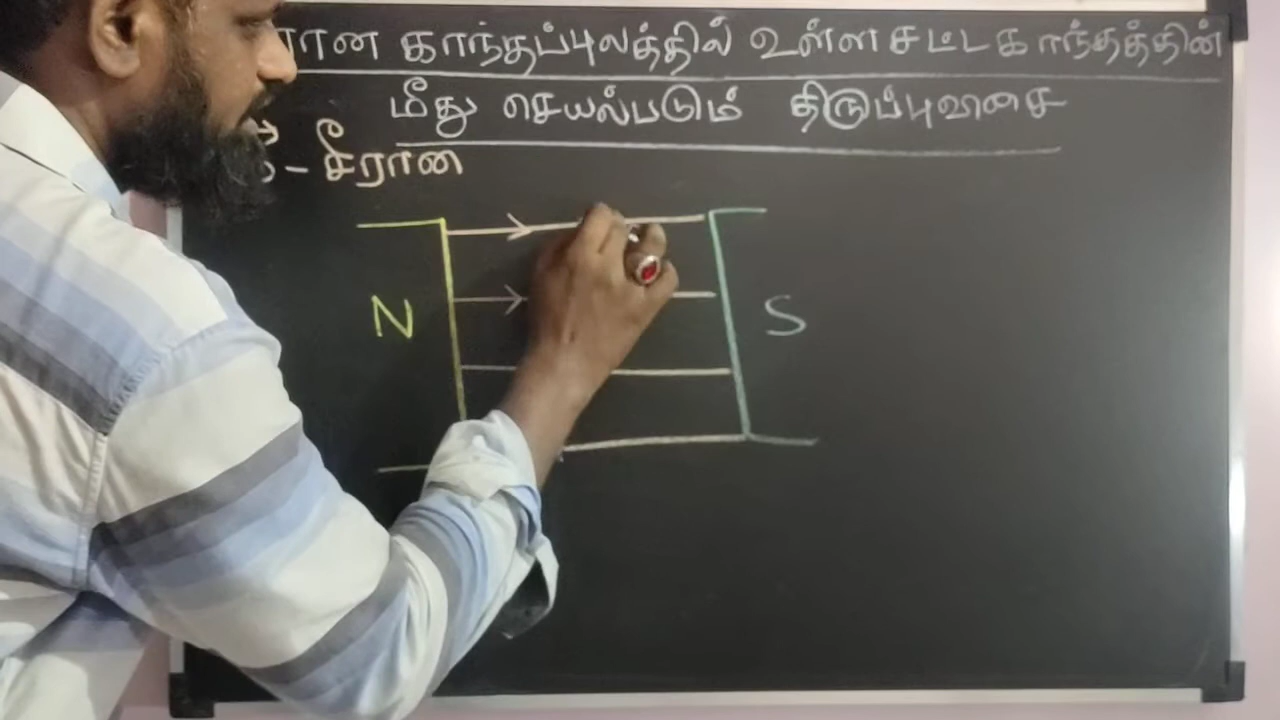 ரான காந்தப்புலத்தில் உள்ள சட்ட காந்தத்தின்
மீது செயல்படும் திருப்புவிசை
– சீரான
N S